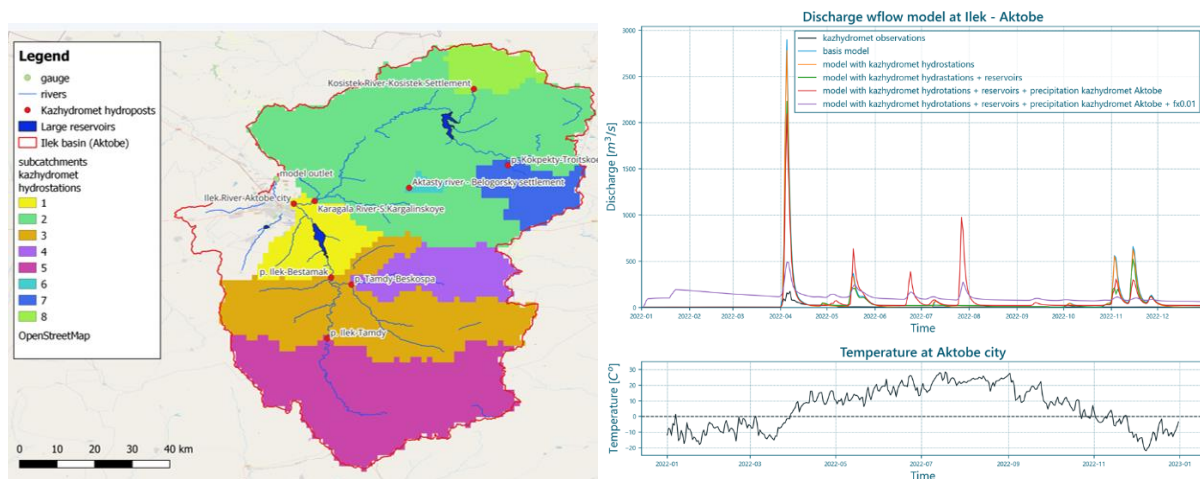 Legend
gauge
rivers
Kazhydromet hydroposts
Large reservoirs
Ilek basin (Aktobe)
subcatchments
kazhydromet
hydrostations
1
2
3
4
5
6
7
8
OpenStreetMap
0 10 20 30 40 km
Kosistek-River-Kosistek-Settlement
p. Kokpekty-Troitskoe
Aktasty river - Belogorsky settlement
model outlet
Ilek-River-Aktobe city
Karagala River-S.Kargalinskoye
p. Ilek-Bestamak
p. Tamdy-Beskospa
p. Ilek-Tamdy
Discharge wflow model at Ilek - Aktobe
kazhydromet observations
basis model
model with kazhydromet hydrostations
model with kazhydromet hydrastations + reservoirs
model with kazhydromet hydrotations + reservoirs + precipitation kazhydromet Aktobe
model with kazhydromet hydrotations + reservoirs + precipitation kazhydromet Aktobe + fx0.01
Discharge [m³/s]
3000
2500
2000
1500
1000
500
0
2022-01 2022-02 2022-03 2022-04 2022-05 2022-06 2022-07 2022-08 2022-09 2022-10 2022-11 2022-12
Time
Temperature at Aktobe city
Temperature [C°]
30
20
10
0
−10
−20
2022-01 2022-03 2022-05 2022-07 2022-09 2022-11 2023-01
Time